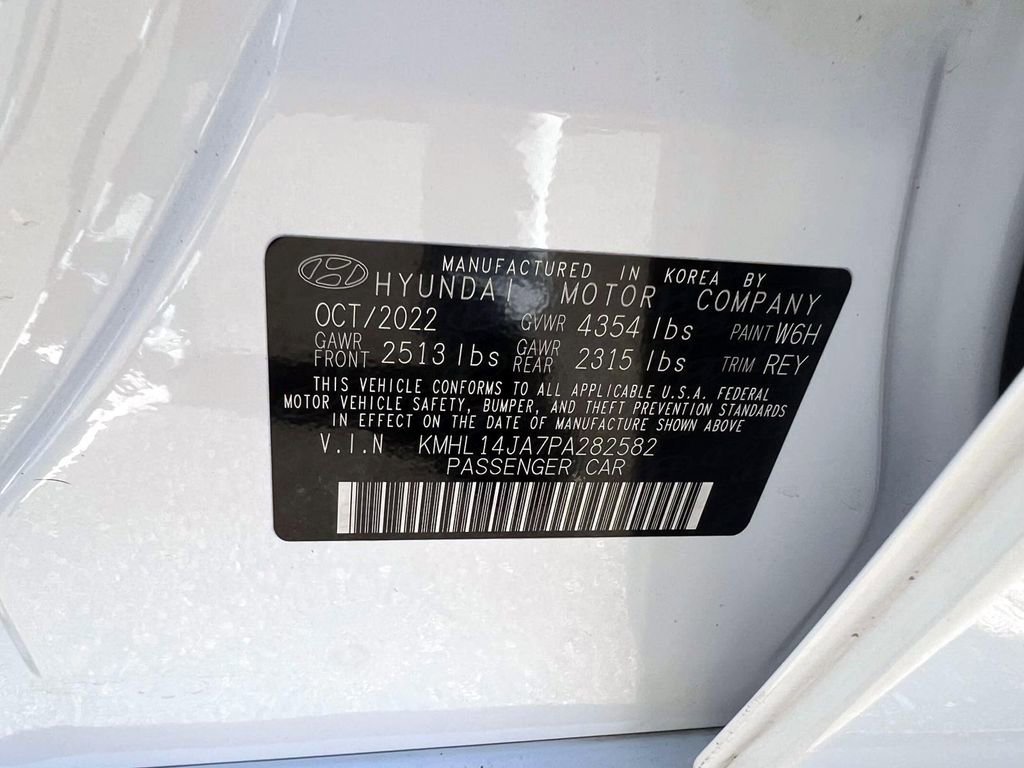 MANUFACTURED IN KOREA BY
HYUNDAI MOTOR COMPANY
OCT/2022 GVWR 4354 lbs PAINT W6H
GAWR FRONT 2513 lbs GAWR REAR 2315 lbs TRIM REY
THIS VEHICLE CONFORMS TO ALL APPLICABLE U.S.A. FEDERAL
MOTOR VEHICLE SAFETY, BUMPER, AND THEFT PREVENTION STANDARDS
IN EFFECT ON THE DATE OF MANUFACTURE SHOWN ABOVE
V.I.N KMHL14JA7PA282582
PASSENGER CAR